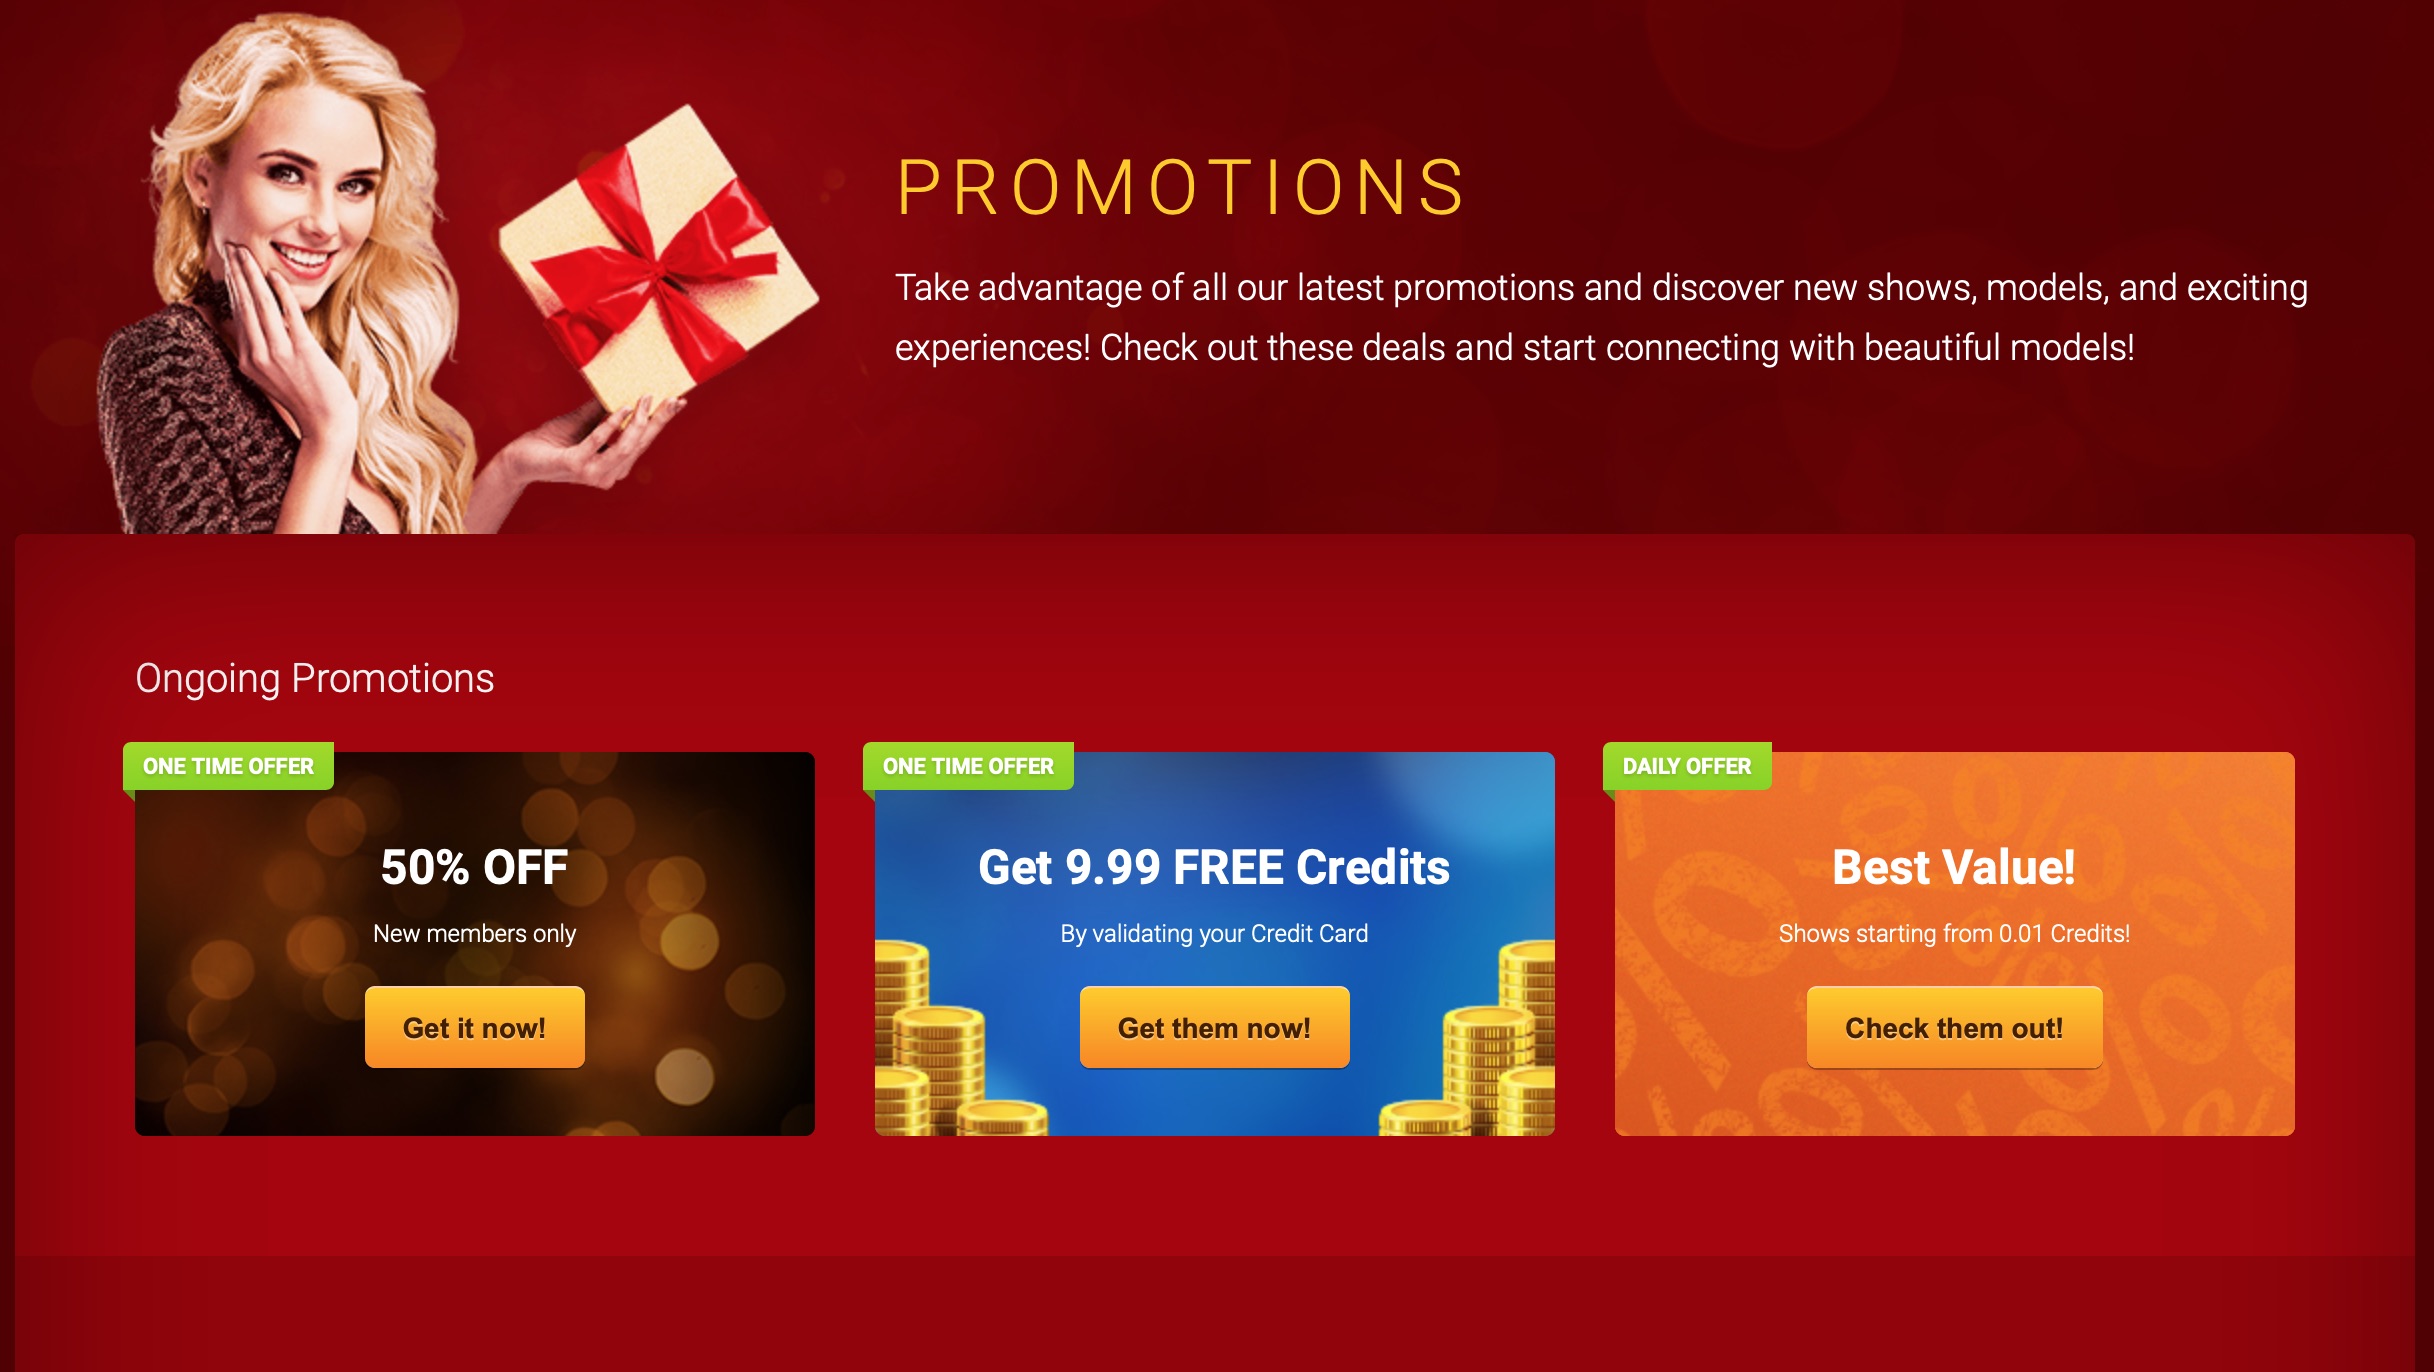 PROMOTIONS
Take advantage of all our latest promotions and discover new shows, models, and exciting
experiences! Check out these deals and start connecting with beautiful models!
Ongoing Promotions
ONE TIME OFFER
50% OFF
New members only
Get it now!
ONE TIME OFFER
Get 9.99 FREE Credits
By validating your Credit Card
Get them now!
DAILY OFFER
Best Value!
Shows starting from 0.01 Credits!
Check them out!